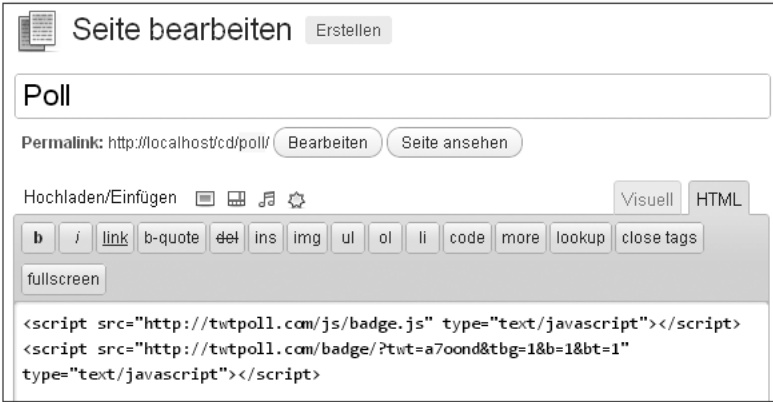 Seite bearbeiten Erstellen
Poll
Permalink: http://localhost/cd/poll/ Bearbeiten Seite ansehen
Hochladen/Einfügen Visuell HTML
b i link b-quote del ins img ul ol li code more lookup close tags
fullscreen
<script src="http://twtpoll.com/js/badge.js" type="text/javascript"></script>
<script src="http://twtpoll.com/badge/?twt=a7oond&tbg=1&b=1&bt=1"
type="text/javascript"></script>